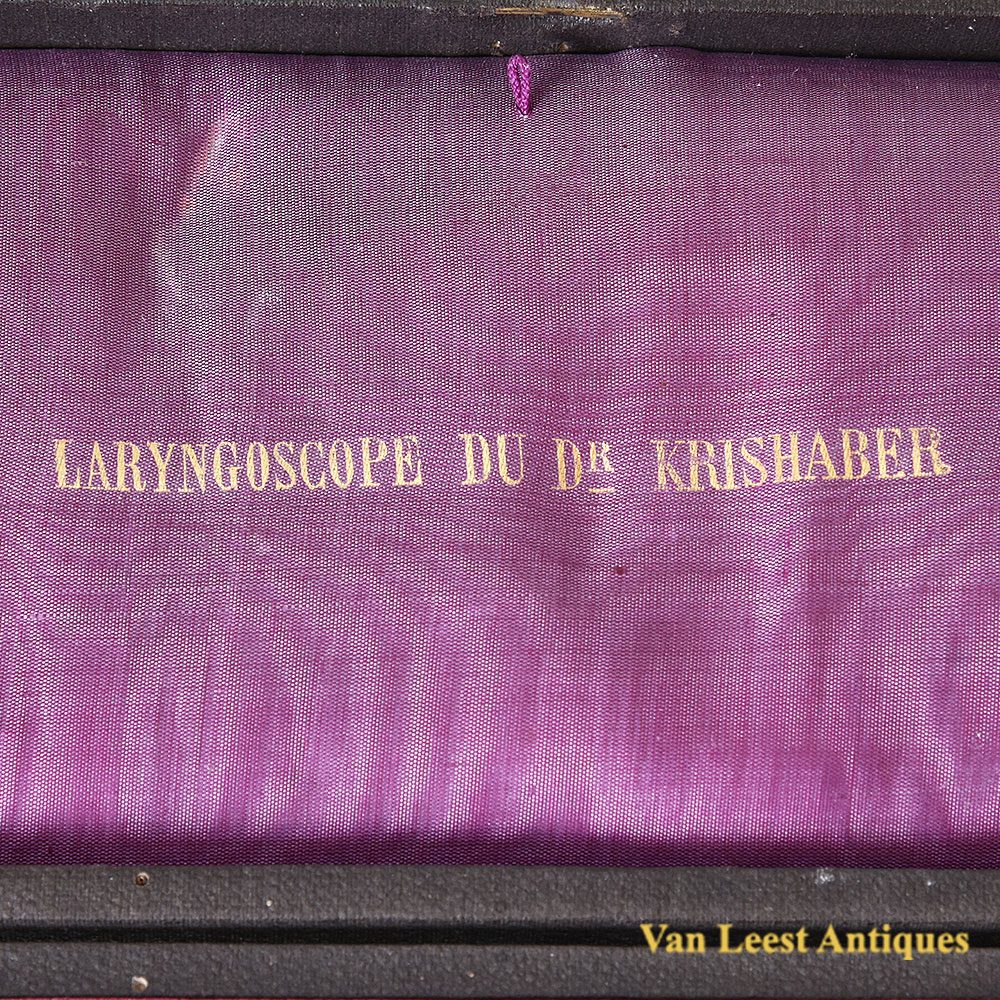 LARYNGOSCOPE DU DR KRISHABER
Van Leest Antiques